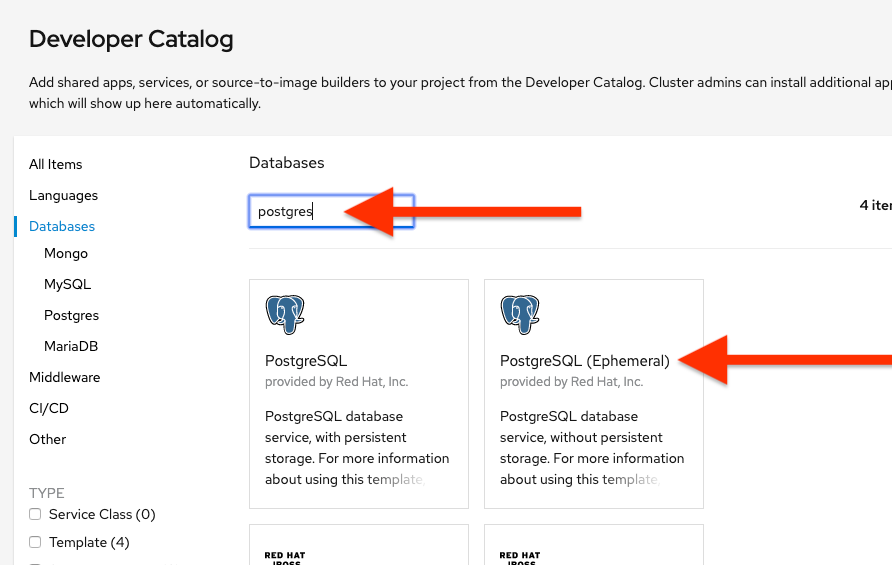 Developer Catalog
Add shared apps, services, or source-to-image builders to your project from the Developer Catalog. Cluster admins can install additional
which will show up here automatically.
All Items
Languages
Databases
Mongo
MySQL
Postgres
MariaDB
Middleware
CI/CD
Other
TYPE
Service Class (0)
Template (4)
Databases
postgres
4
PostgreSQL
provided by Red Hat, Inc.
PostgreSQL database
service, with persistent
storage. For more information
about using this template,
PostgreSQL (Ephemeral)
provided by Red Hat, Inc.
PostgreSQL database
service, without persistent
storage. For more information
about using this template,
RED HAT
RED HAT